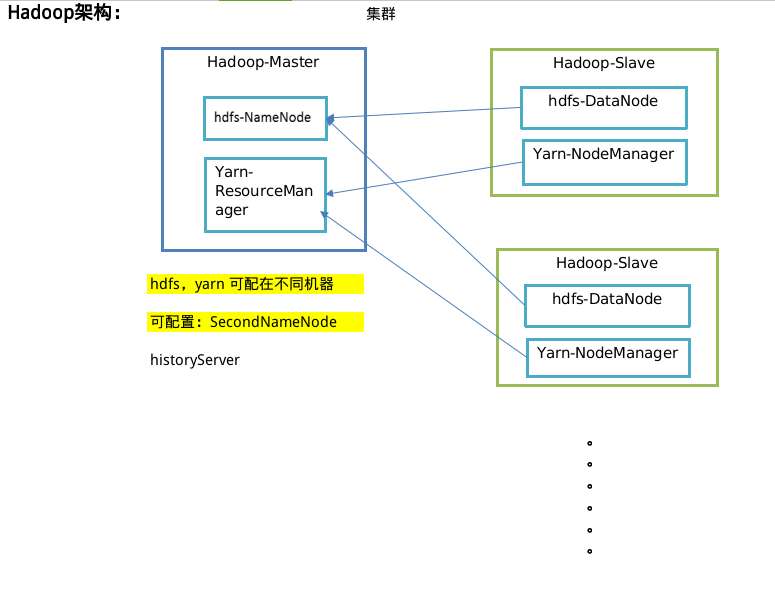 Hadoop架构：
集群
Hadoop-Master
hdfs-NameNode
Yarn-
ResourceMan
ager
Hadoop-Slave
hdfs-DataNode
Yarn-NodeManager
Hadoop-Slave
hdfs-DataNode
Yarn-NodeManager
hdfs，yarn 可配在不同机器
可配置：SecondNameNode
historyServer
。
。
。
。
。
。